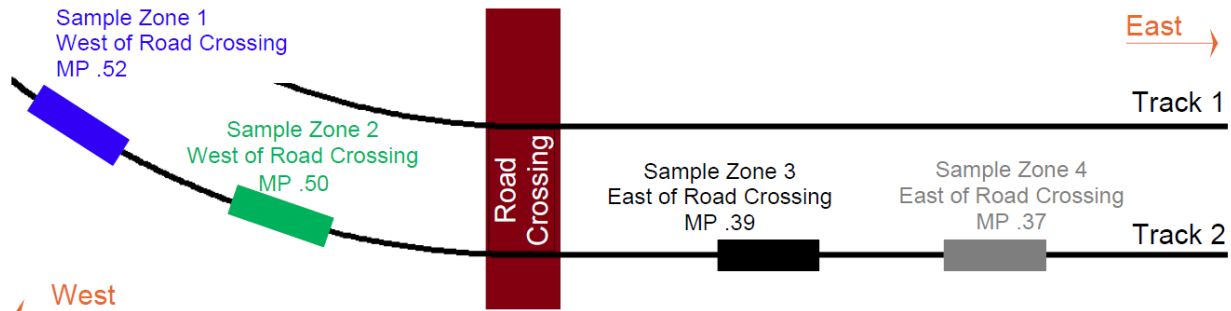 Sample Zone 1
West of Road Crossing
MP .52
East
Track 1
Sample Zone 2
West of Road Crossing
MP .50
Road
Crossing
Sample Zone 3
East of Road Crossing
MP .39
Sample Zone 4
East of Road Crossing
MP .37
Track 2
West